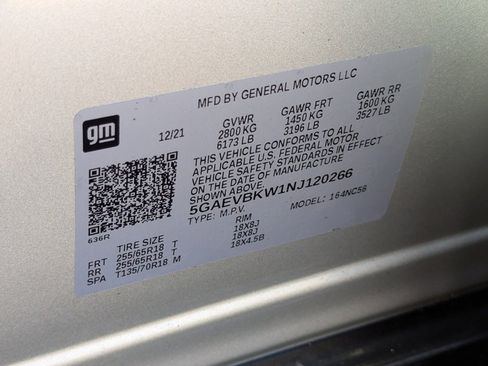 gm
MFD BY GENERAL MOTORS LLC
12/21
GVWR GAWR FRT GAWR RR
2800 KG 1450 KG 1600 KG
6173 LB 3196 LB 3527 LB
THIS VEHICLE CONFORMS TO ALL
APPLICABLE U.S. FEDERAL MOTOR
VEHICLE SAFETY STANDARDS IN EFFECT
ON THE DATE OF MANUFACTURE
SHOWN ABOVE.
5GAEVBKW1NJ120266
TYPE: M.P.V. MODEL: 164NC56
636R
TIRE SIZE RIM
FRT 255/65R18 T 18X8J
RR 255/65R18 T 18X8J
SPA T135/70R18 M 18X4.5B